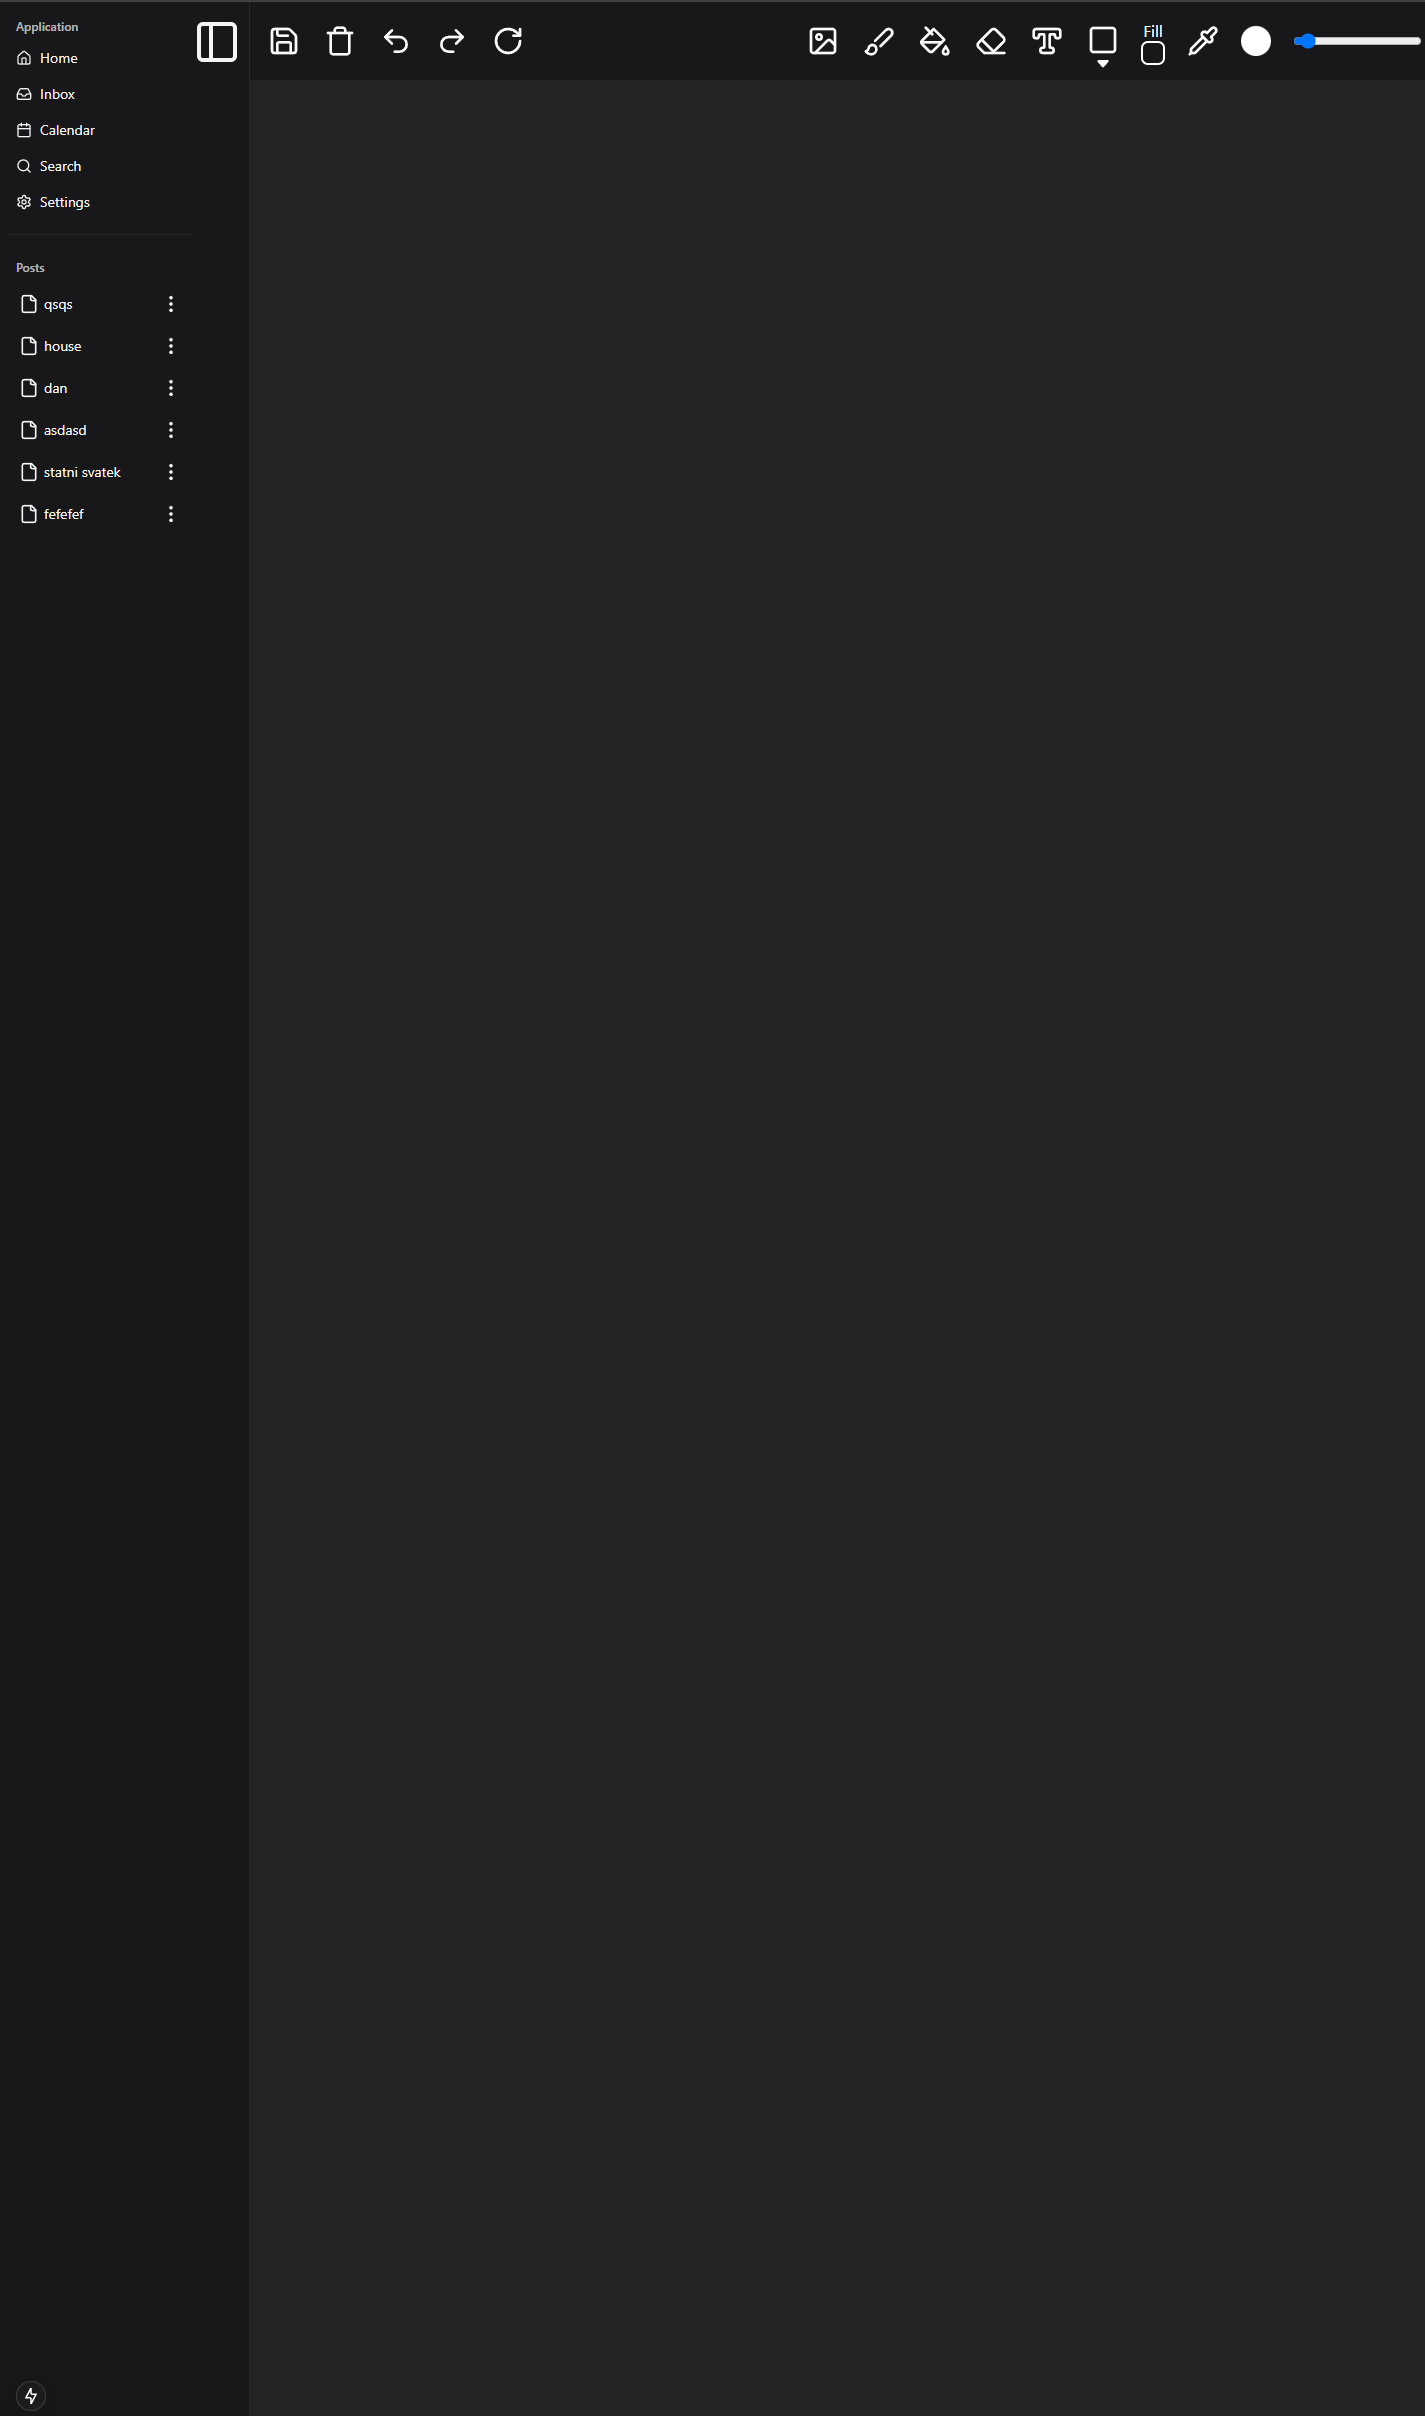 Application
Home
Inbox
Calendar
Search
Settings
Posts
qsqs
house
dan
asdasd
statni svatek
fefefef
Fill